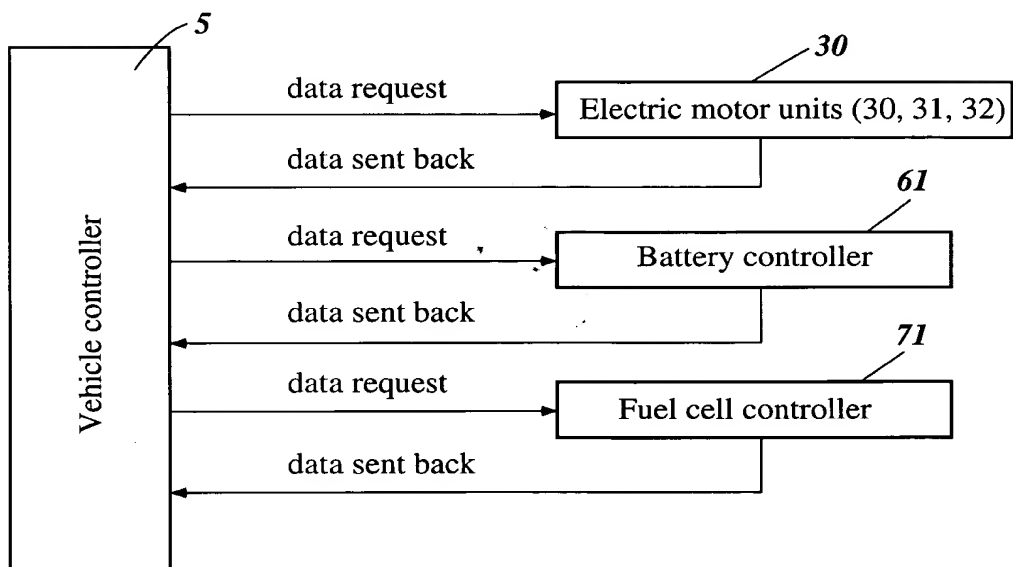 5
30
data request
Electric motor units (30, 31, 32)
data sent back
61
data request
Battery controller
data sent back
71
data request
Fuel cell controller
data sent back
Vehicle controller